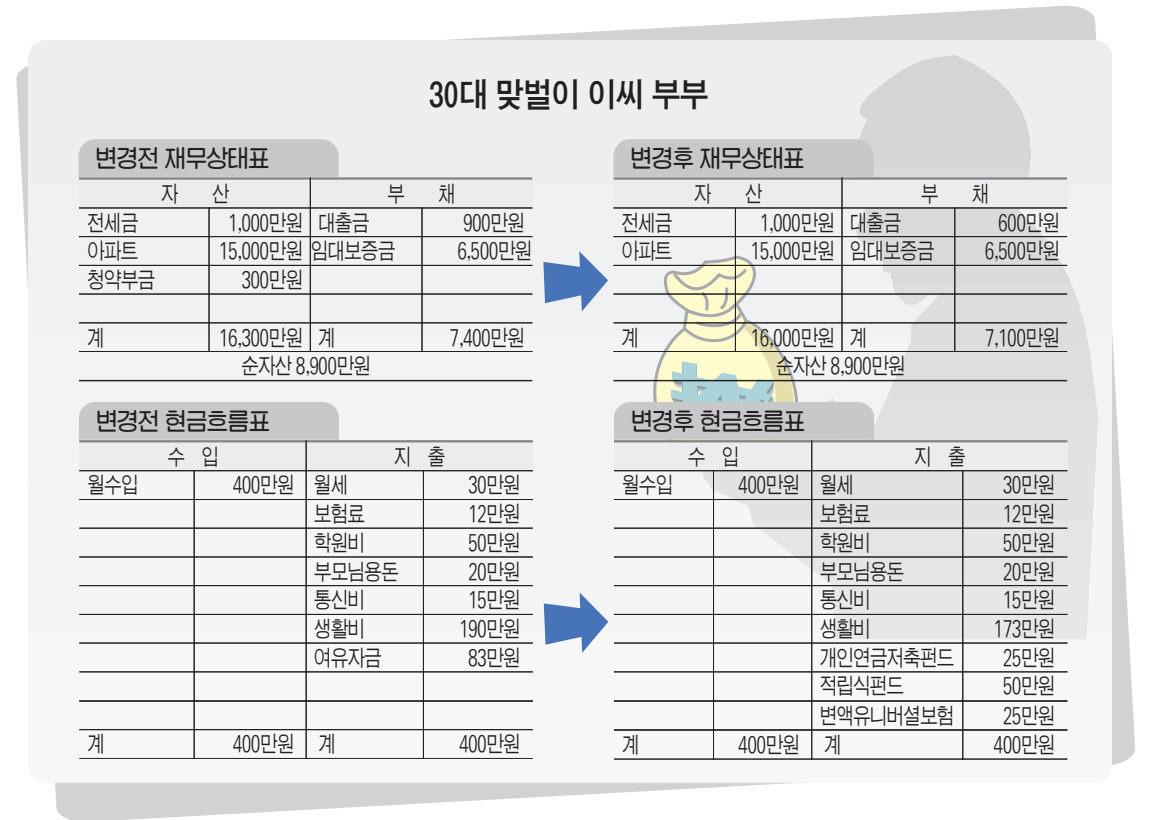 30대 맞벌이 이씨 부부
변경전 재무상태표
자 산 부 채
전세금 1,000만원 대출금 900만원
아파트 15,000만원 임대보증금 6,500만원
청약부금 300만원
계 16,300만원 계 7,400만원
순자산 8,900만원
변경후 재무상태표
자 산 부 채
전세금 1,000만원 대출금 600만원
아파트 15,000만원 임대보증금 6,500만원
계 16,000만원 계 7,100만원
순자산 8,900만원
변경전 현금흐름표
수 입 지 출
월수입 400만원 월세 30만원
보험료 12만원
학원비 50만원
부모님용돈 20만원
통신비 15만원
생활비 190만원
여유자금 83만원
계 400만원 계 400만원
변경후 현금흐름표
수 입 지 출
월수입 400만원 월세 30만원
보험료 12만원
학원비 50만원
부모님용돈 20만원
통신비 15만원
생활비 173만원
개인연금저축펀드 25만원
적립식펀드 50만원
변액유니버셜보험 25만원
계 400만원 계 400만원